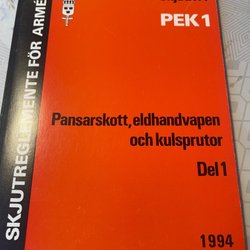 PEK 1
SKJUTREGLEMENTE FÖR ARMÉ
Pansarskott, eldhandvapen
och kulsprutor
Del 1
1994